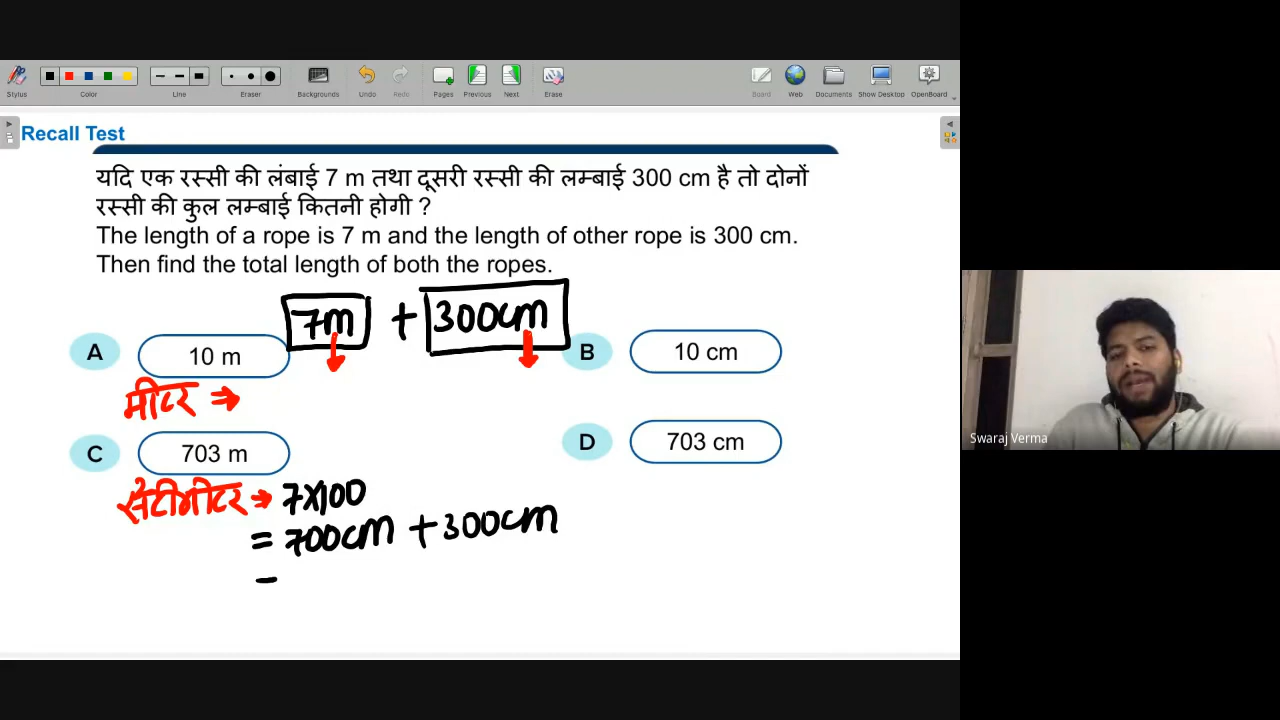 Stylus Color Line Eraser Backgrounds Undo Redo Pages Previous Next Erase Board Web Documents Show Desktop OpenBoard
Recall Test
यदि एक रस्सी की लंबाई 7 m तथा दूसरी रस्सी की लम्बाई 300 cm है तो दोनों
रस्सी की कुल लम्बाई कितनी होगी ?
The length of a rope is 7 m and the length of other rope is 300 cm.
Then find the total length of both the ropes.
7m + 300cm
A 10 m
B 10 cm
मीटर →
C 703 m
D 703 cm
सेंटीमीटर → 7x100
= 700cm + 300cm
Swaraj Verma